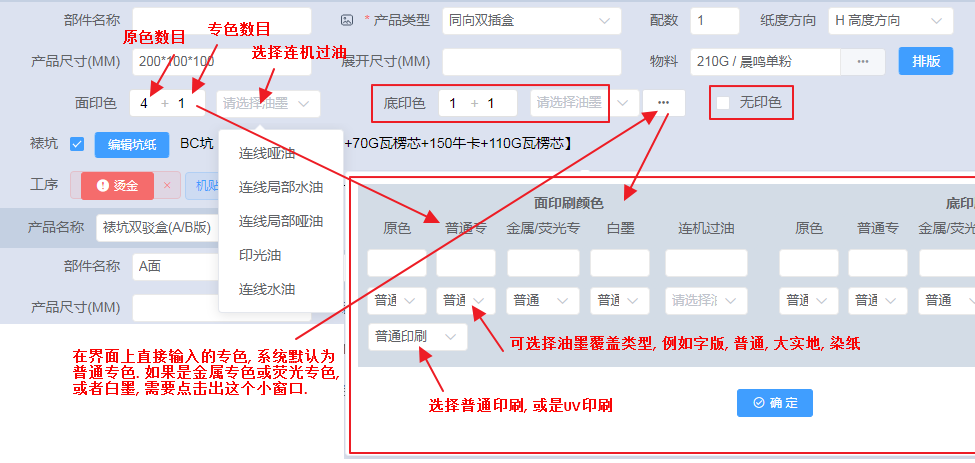 部件名称 * 产品类型 同向双插盒 配数 1 纸度方向 H 高度方向
原色数目 专色数目
选择连机过油
产品尺寸(MM) 200*100*100 展开尺寸(MM) 物料 210G / 晨鸣单粉 ··· 排版
面印色 4 + 1 请选择油墨 底印色 1 + 1 请选择油墨 ··· 无印色
裱坑 编辑坑纸 BC坑 +70G瓦楞芯+150牛卡+110G瓦楞芯】
连线哑油
工序 烫金 × 机贴
连线局部水油
连线局部哑油
印光油
连线水油
产品名称 裱坑双驳盒(A/B版)
部件名称 A面
产品尺寸(MM)
面印刷颜色 底印
原色 普通专 金属/荧光专 白墨 连机过油 原色 普通专 金属/荧光
普通 普通 普通 普通 请选择 普通 普通 普通
普通印刷
在界面上直接输入的专色, 系统默认为
普通专色. 如果是金属专色或荧光专色,
或者白墨, 需要点击出这个小窗口.
可选择油墨覆盖类型, 例如字版, 普通, 大实地, 染纸
选择普通印刷, 或是UV印刷
确 定